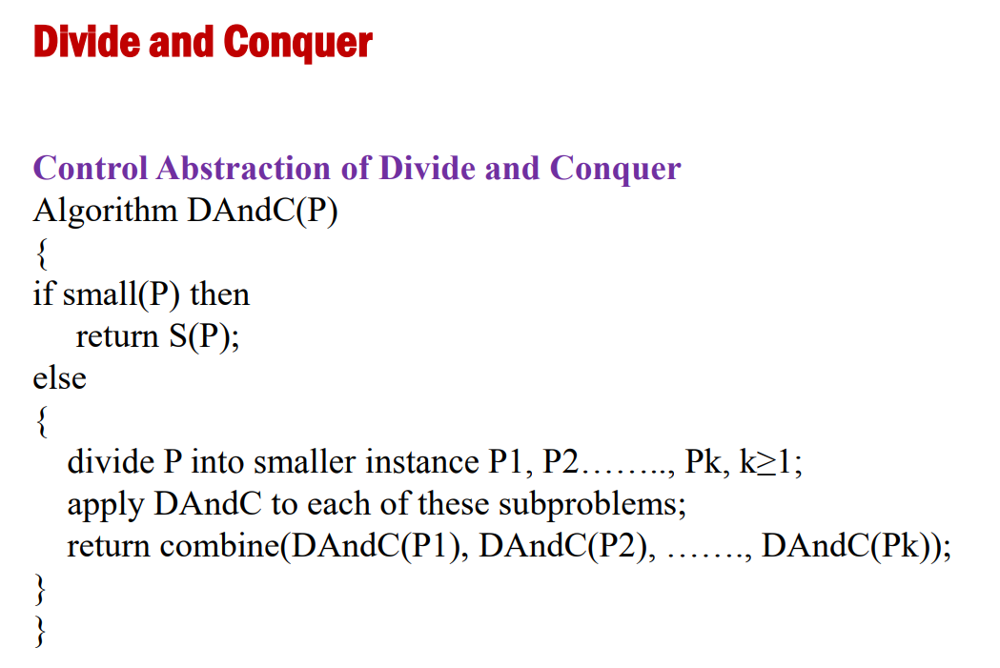 Divide and Conquer
Control Abstraction of Divide and Conquer
Algorithm DAndC(P)
{
if small(P) then
return S(P);
else
{
divide P into smaller instance P1, P2…….., Pk, k≥1;
apply DAndC to each of these subproblems;
return combine(DAndC(P1), DAndC(P2), ……., DAndC(Pk));
}
}